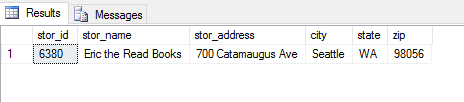 Results Messages
stor_id stor_name stor_address city state zip
1 6380 Eric the Read Books 700 Catamaugus Ave Seattle WA 98056